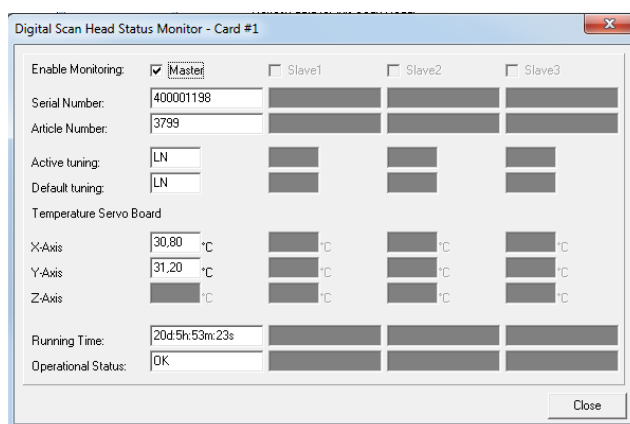 Digital Scan Head Status Monitor - Card #1
Enable Monitoring: Master Slave1 Slave2 Slave3
Serial Number: 400001198
Article Number: 3799
Active tuning: LN
Default tuning: LN
Temperature Servo Board
X-Axis 30,80 °C °C °C °C
Y-Axis 31,20 °C °C °C °C
Z-Axis °C °C °C °C
Running Time: 20d:5h:53m:23s
Operational Status: OK
Close